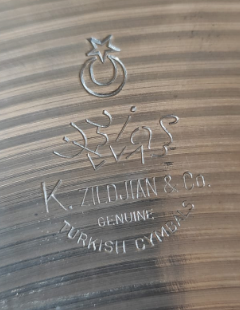 K. ZILDJIAN & Co.
GENUINE
TURKISH CYMBALS